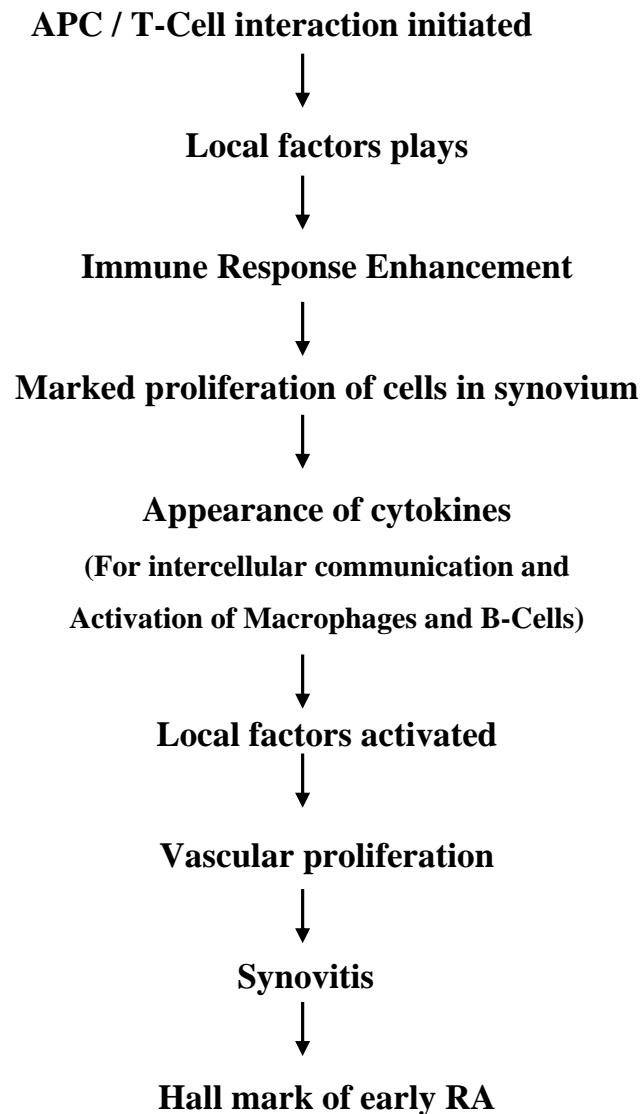 APC / T-Cell interaction initiated
Local factors plays
Immune Response Enhancement
Marked proliferation of cells in synovium
Appearance of cytokines
(For intercellular communication and
Activation of Macrophages and B-Cells)
Local factors activated
Vascular proliferation
Synovitis
Hall mark of early RA